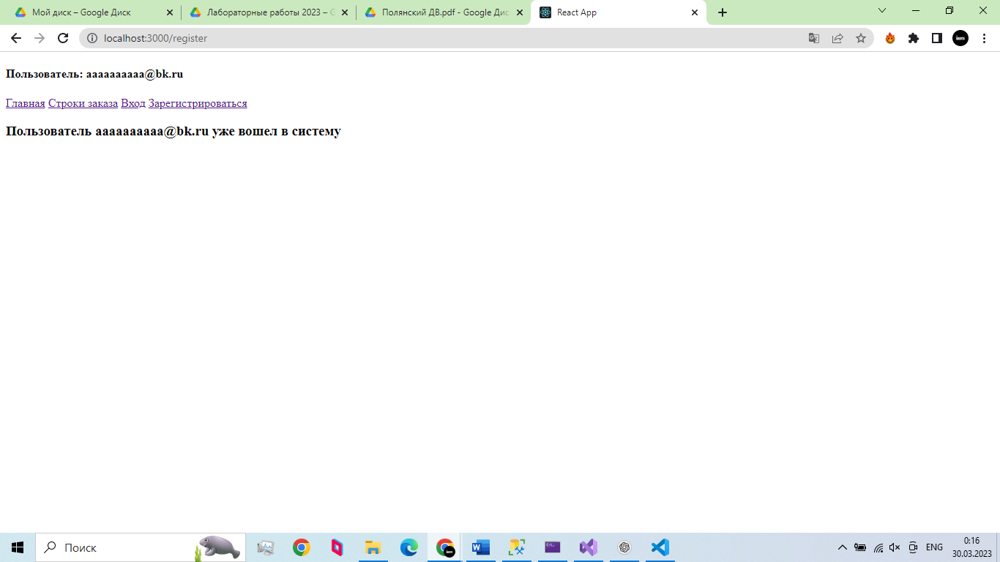 Мой диск – Google Диск
Лабораторные работы 2023 – G
Полянский ДВ.pdf - Google Дис
React App
localhost:3000/register
Пользователь: aaaaaaaaaa@bk.ru
Главная Строки заказа Вход Зарегистрироваться
Пользователь aaaaaaaaaa@bk.ru уже вошел в систему
Поиск
ENG
0:16
30.03.2023